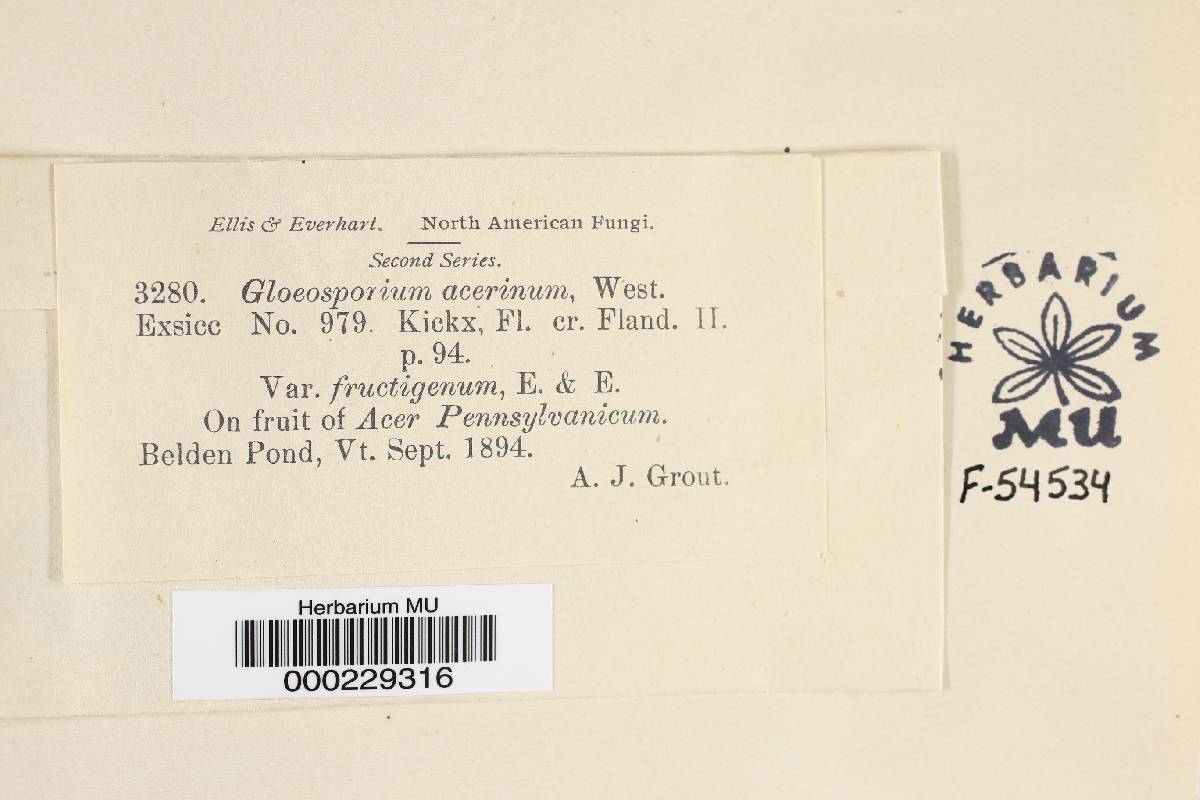 Ellis & Everhart. North American Fungi.
Second Series.
3280. Gloeosporium acerinum, West.
Exsicc No. 979. Kickx, Fl. cr. Fland. II.
p. 94.
Var. fructigenum, E. & E.
On fruit of Acer Pennsylvanicum.
Belden Pond, Vt. Sept. 1894.
A. J. Grout.
HERBARIUM
MU
F-54534
Herbarium MU
000229316